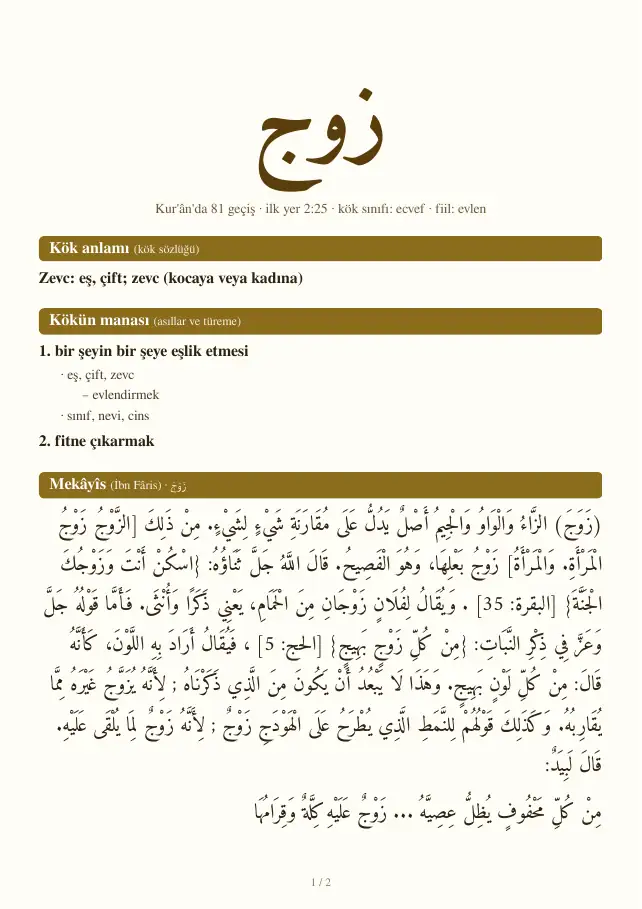 زوج
Kur'ân'da 81 geçiş · ilk yer 2:25 · kök sınıfı: ecvef · fiil: evlen
Kök anlamı (kök sözlüğü)
Zevc: eş, çift; zevc (kocaya veya kadına)
Kökün manası (asıllar ve türeme)
1. bir şeyin bir şeye eşlik etmesi
· eş, çift, zevc
– evlendirmek
· sınıf, nevi, cins
2. fitne çıkarmak
Mekâyîs (İbn Fâris) · زَوَجَ
(زَوَجَ) الزَّاءُ وَالْوَاوُ وَالْجِيمُ أَصْلٌ يَدُلُّ عَلَى مُقَارَنَةِ شَيْءٍ لِشَيْءٍ. مِنْ ذَلِكَ [الزَّوْجُ زَوْجُ
الْمَرْأَةِ. وَالْمَرْأَةُ] زَوْجُ بَعْلِهَا، وَهُوَ الْفَصِيحُ. قَالَ اللَّهُ جَلَّ ثَنَاؤُهُ: {اسْكُنْ أَنْتَ وَزَوْجُكَ
الْجَنَّةَ} [البقرة: 35] . وَيُقَالُ لِفُلَانٍ زَوْجَانِ مِنَ الْحَمَامِ، يَعْنِي ذَكَرًا وَأُنْثَى. فَأَمَّا قَوْلُهُ جَلَّ
وَعَزَّ فِي ذِكْرِ النَّبَاتِ: {مِنْ كُلِّ زَوْجٍ بَهِيجٍ} [الحج: 5] ، فَيُقَالُ أَرَادَ بِهِ اللَّوْنَ، كَأَنَّهُ
قَالَ: مِنْ كُلِّ لَوْنٍ بَهِيجٍ. وَهَذَا لَا يَبْعُدُ أَنْ يَكُونَ مِنَ الَّذِي ذَكَرْنَاهُ ; لِأَنَّهُ يُزَوَّجُ غَيْرَهُ مِمَّا
يُقَارِبُهُ. وَكَذَلِكَ قَوْلُهُمْ لِلنَّمَطِ الَّذِي يُطْرَحُ عَلَى الْهَوْدَجِ زَوْجٌ ; لِأَنَّهُ زَوْجٌ لِمَا يُلْقَى عَلَيْهِ.
قَالَ لَبِيَدٌ:
مِنْ كُلِّ مَحْفُوفٍ يُظِلُّ عِصِيَّهُ ... زَوْجٌ عَلَيْهِ كِلَّةٌ وَقِرَامُهَا
1 / 2